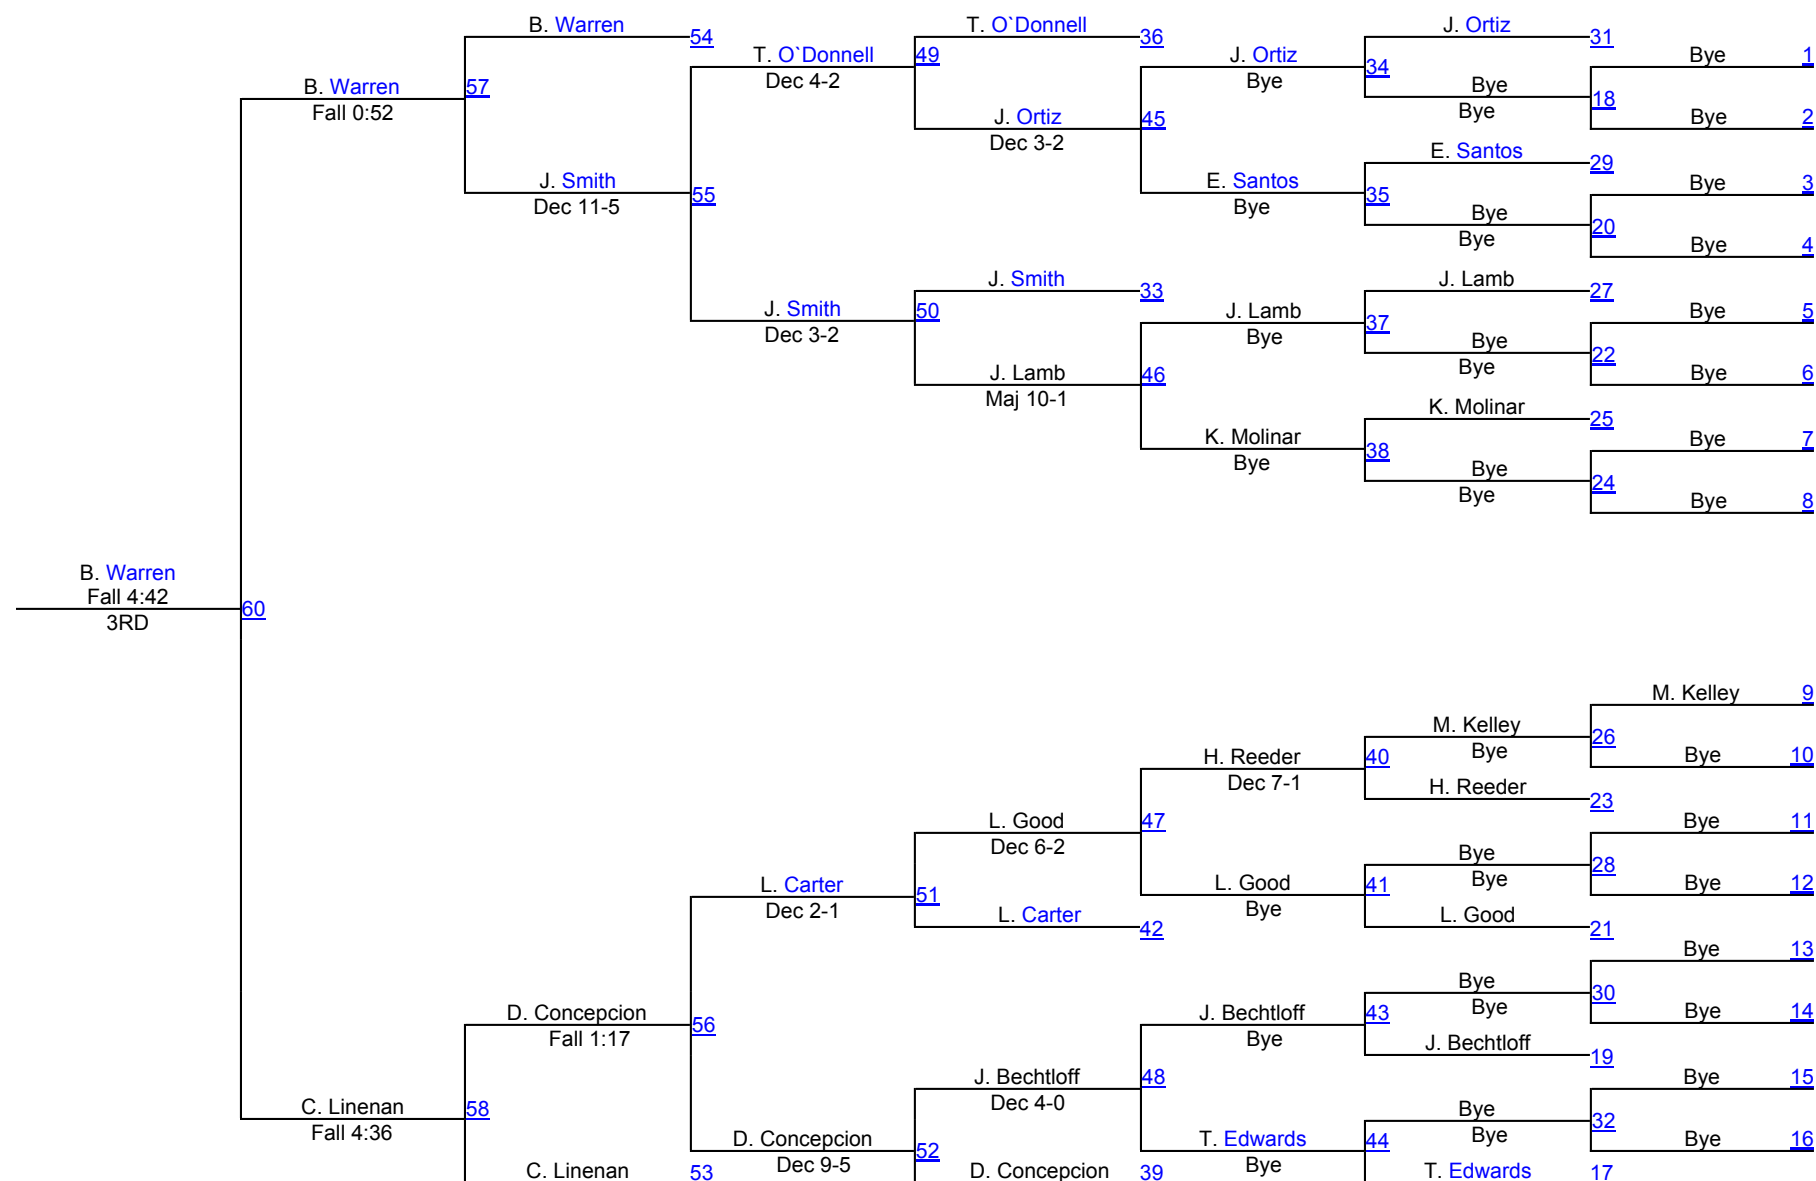 B. Warren
54
T. O`Donnell
36
J. Ortiz
31
57
T. O`Donnell
49
J. Ortiz
34
Bye
1
B. Warren
Dec 4-2
Bye
Bye
18
Fall 0:52
J. Ortiz
45
Bye
Bye
2
Dec 3-2
E. Santos
29
J. Smith
55
E. Santos
35
Bye
3
Dec 11-5
Bye
Bye
20
Bye
Bye
4
J. Smith
33
J. Lamb
27
J. Smith
50
J. Lamb
37
Bye
5
Dec 3-2
Bye
Bye
22
J. Lamb
46
Bye
Bye
6
Maj 10-1
K. Molinar
25
K. Molinar
38
Bye
7
Bye
Bye
24
Bye
Bye
8
B. Warren
Fall 4:42
60
3RD
M. Kelley
9
M. Kelley
26
H. Reeder
40
Bye
Bye
10
Dec 7-1
H. Reeder
23
L. Good
47
Bye
11
Dec 6-2
Bye
28
L. Carter
51
L. Good
41
Bye
Bye
12
Dec 2-1
L. Carter
42
Bye
L. Good
21
Bye
13
D. Concepcion
56
J. Bechtloff
43
Bye
30
Fall 1:17
Bye
Bye
Bye
14
J. Bechtloff
19
J. Bechtloff
48
Bye
15
C. Linenan
58
Dec 4-0
Bye
32
Fall 4:36
D. Concepcion
52
T. Edwards
44
Bye
Bye
16
C. Linenan
53
Dec 9-5
D. Concepcion
39
Bye
T. Edwards
17